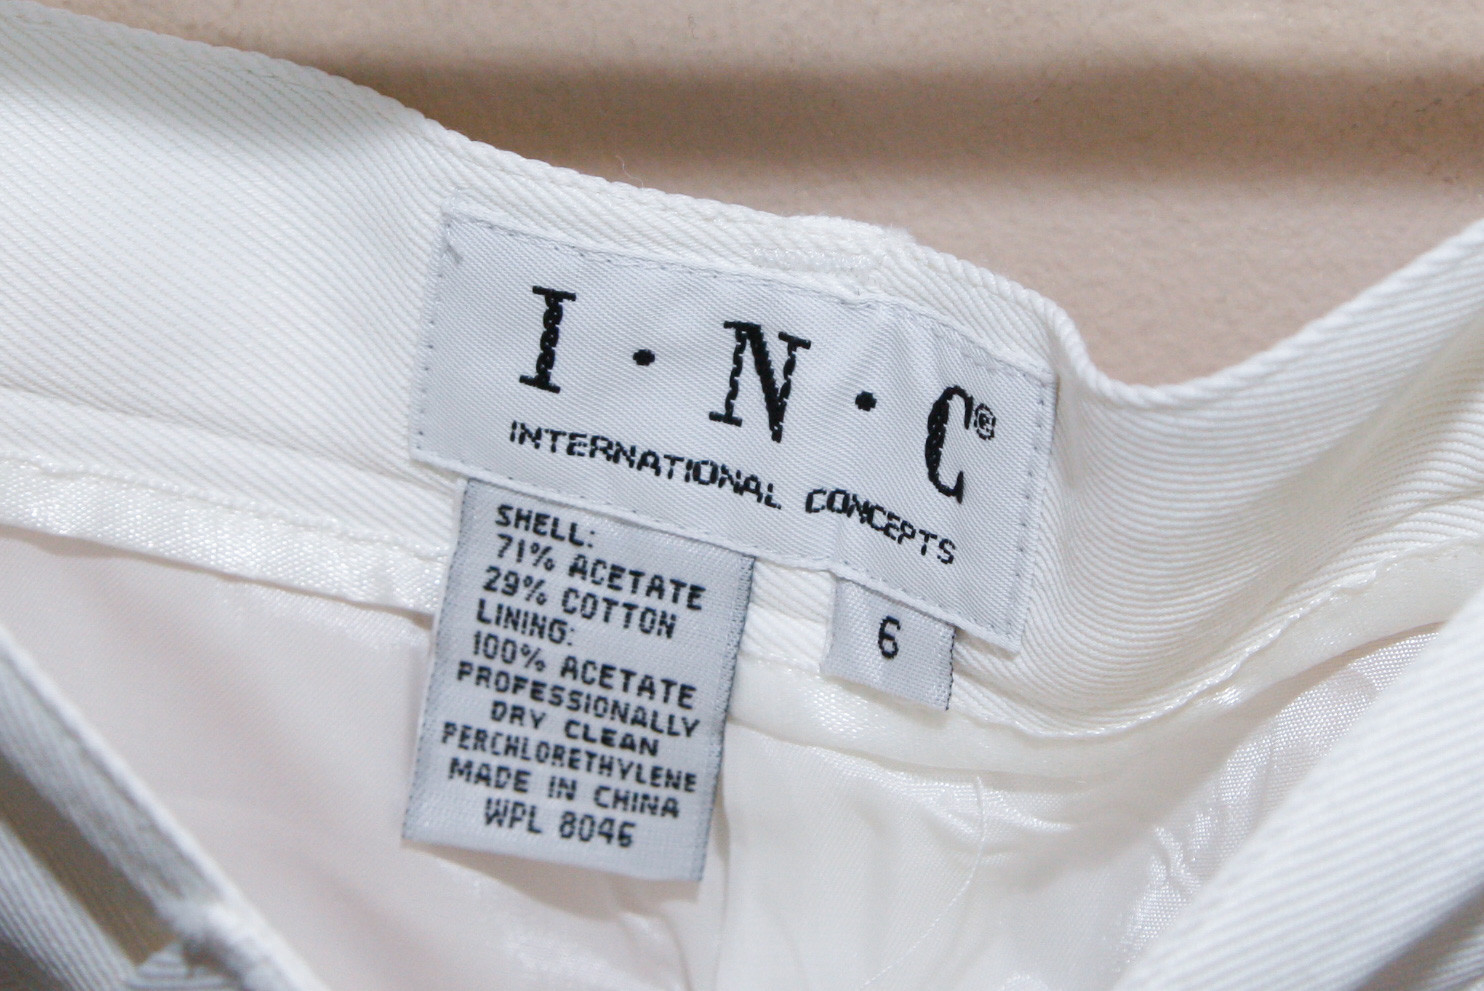 I·N·C®
INTERNATIONAL CONCEPTS
SHELL:
71% ACETATE
29% COTTON
LINING:
100% ACETATE
PROFESSIONALLY
DRY CLEAN
PERCHLORETHYLENE
MADE IN CHINA
WPL 8046
6